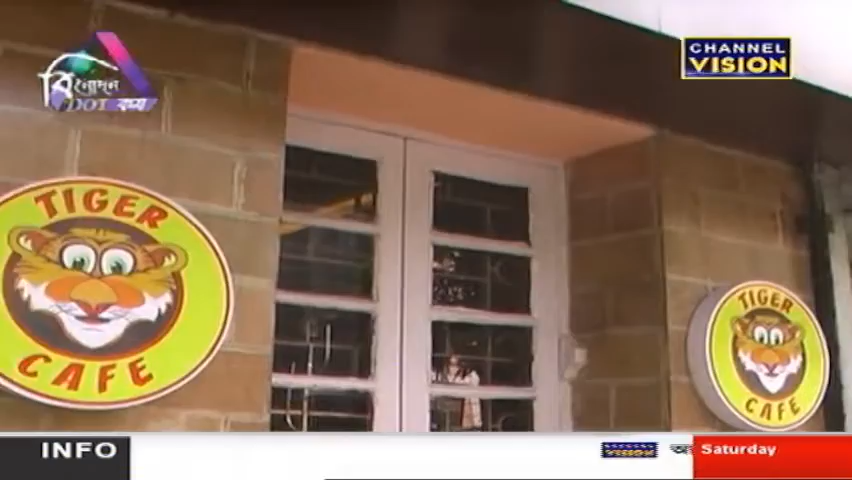 CHANNEL
VISION
DOT
TIGER
CAFE
TIGER
CAFE
INFO
VISION
Saturday